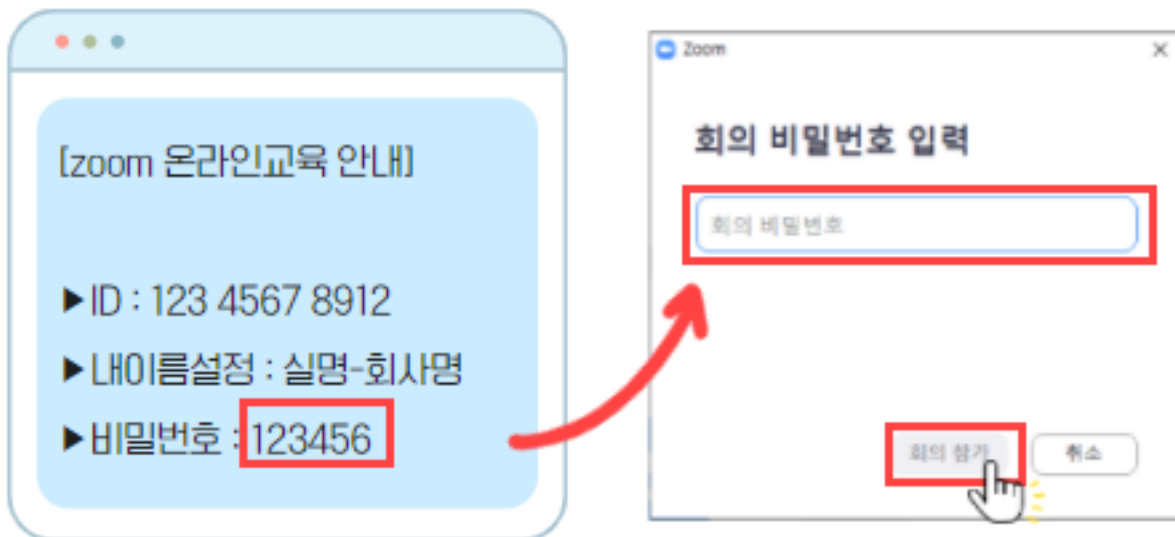 [zoom 온라인교육 안내]
▶ID : 123 4567 8912
▶내이름설정 : 실명-회사명
▶비밀번호 : 123456
Zoom
회의 비밀번호 입력
회의 비밀번호
회의 참가
취소